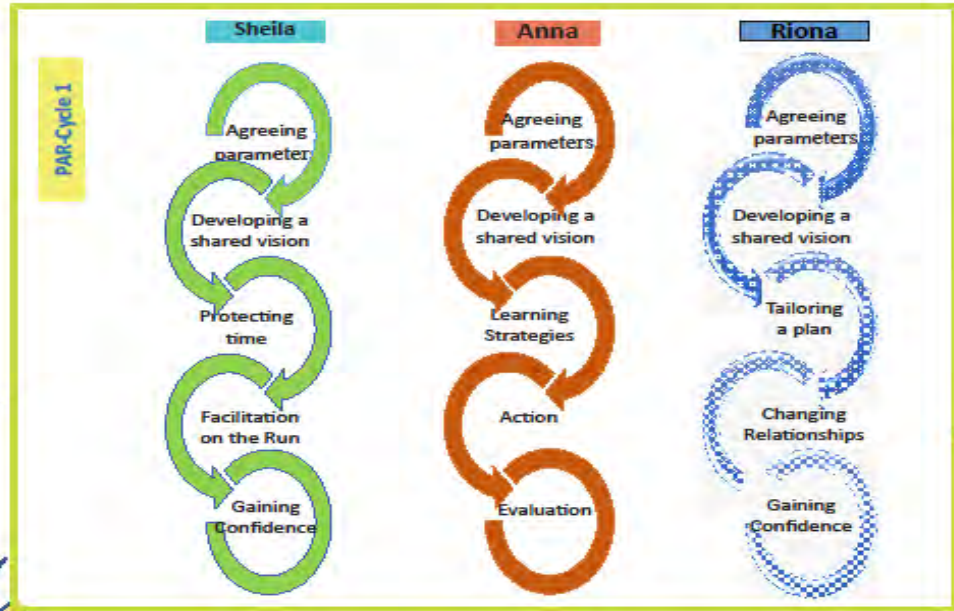 Sheila
Anna
Riona
PAR-Cycle 1
Agreeing
parameter
Developing a
shared vision
Protecting
time
Facilitation
on the Run
Gaining
Confidence
Agreeing
parameters
Developing a
shared vision
Learning
Strategies
Action
Evaluation
Agreeing
parameters
Developing a
shared vision
Tailoring
a plan
Changing
Relationships
Gaining
Confidence